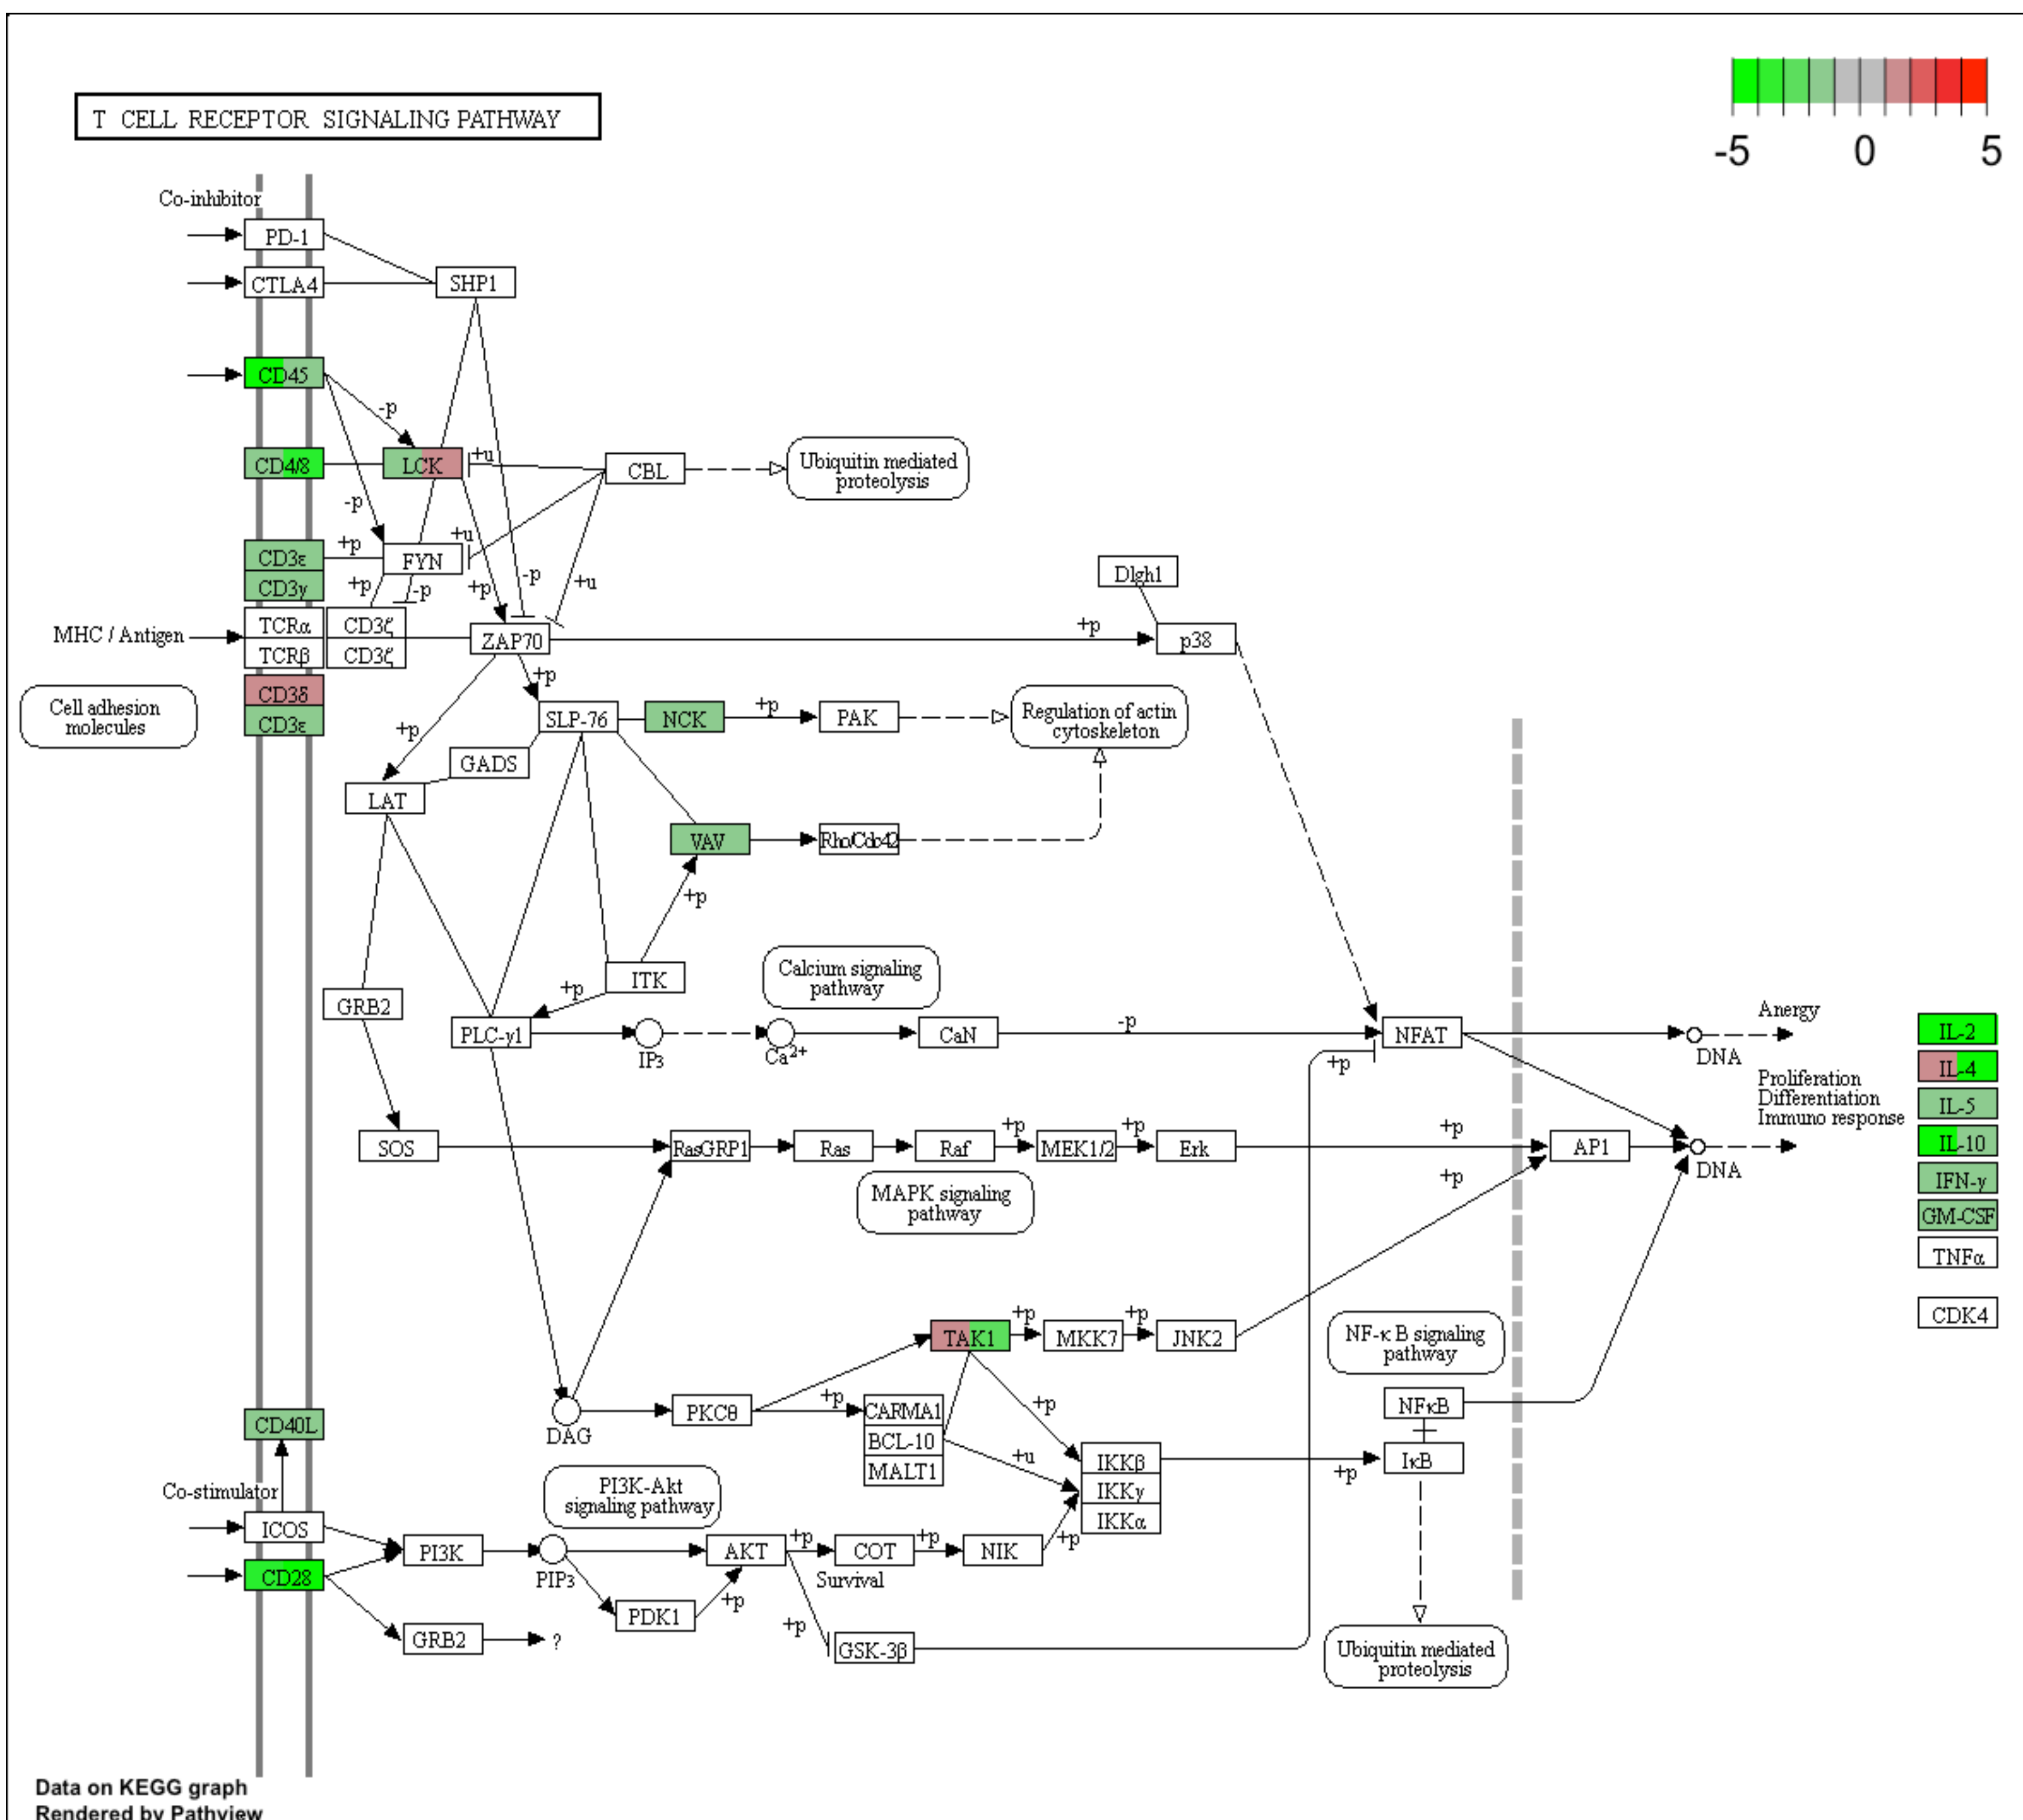 T CELL RECEPTOR SIGNALING PATHWAY
-5 0 5
Co-inhibitor
PD-1
CTLA4
SHP1
CD45
-p
CD4/8
LCK
+u
CBL
Ubiquitin mediated
proteolysis
-p
+u
CD3ε
+p
FYN
CD3γ
+p
-p
+p
-p
+u
Dlgh1
MHC / Antigen
TCRα
CD3ζ
TCRβ
CD3ζ
ZAP70
+p
p38
Cell adhesion
molecules
CD3δ
CD3ε
+p
+p
SLP-76
NCK
+p
PAK
Regulation of actin
cytoskeleton
GADS
LAT
VAV
Rho/Cdc42
+p
ITK
+p
Calcium signaling
pathway
GRB2
PLC-γ1
IP3
Ca2+
CaN
-p
NFAT
+p
DNA
Anergy
Proliferation
Differentiation
Immuno response
IL-2
IL-4
IL-5
IL-10
IFN-γ
GM-CSF
TNFα
CDK4
SOS
RasGRP1
Ras
Raf
+p
MEK1/2
+p
Erk
+p
AP1
DNA
+p
MAPK signaling
pathway
TAK1
+p
MKK7
+p
JNK2
NF-κB signaling
pathway
CD40L
DAG
PKCθ
+p
CARMA1
BCL-10
MALT1
+p
+u
IKKβ
IKKγ
IKKα
+p
NFκB
IκB
Co-stimulator
ICOS
CD28
PI3K-Akt
signaling pathway
PI3K
PIP3
AKT
+p
COT
+p
NIK
+p
Survival
PDK1
+p
+p
GRB2
?
GSK-3β
Ubiquitin mediated
proteolysis
Data on KEGG graph
Rendered by Pathview